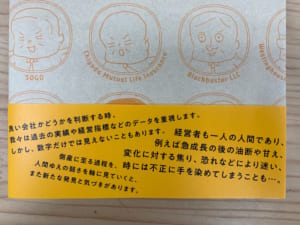 SOGO
Chiyoda Mutual Life Insurance
Blockbuster LLC
Westinghouse
良い会社かどうかを判断する時、
我々は過去の実績や経営指標などのデータを重視します。
しかし、数字だけでは見えないこともあります。
経営者も一人の人間であり、
例えば急成長の後の油断や甘え、
変化に対する焦り、恐れなどにより迷い、
時には不正に手を染めてしまうことも…。
倒産に至る過程を、
人間ゆえの脆さを軸に見ていくと、
また新たな発見と気づきがあります。